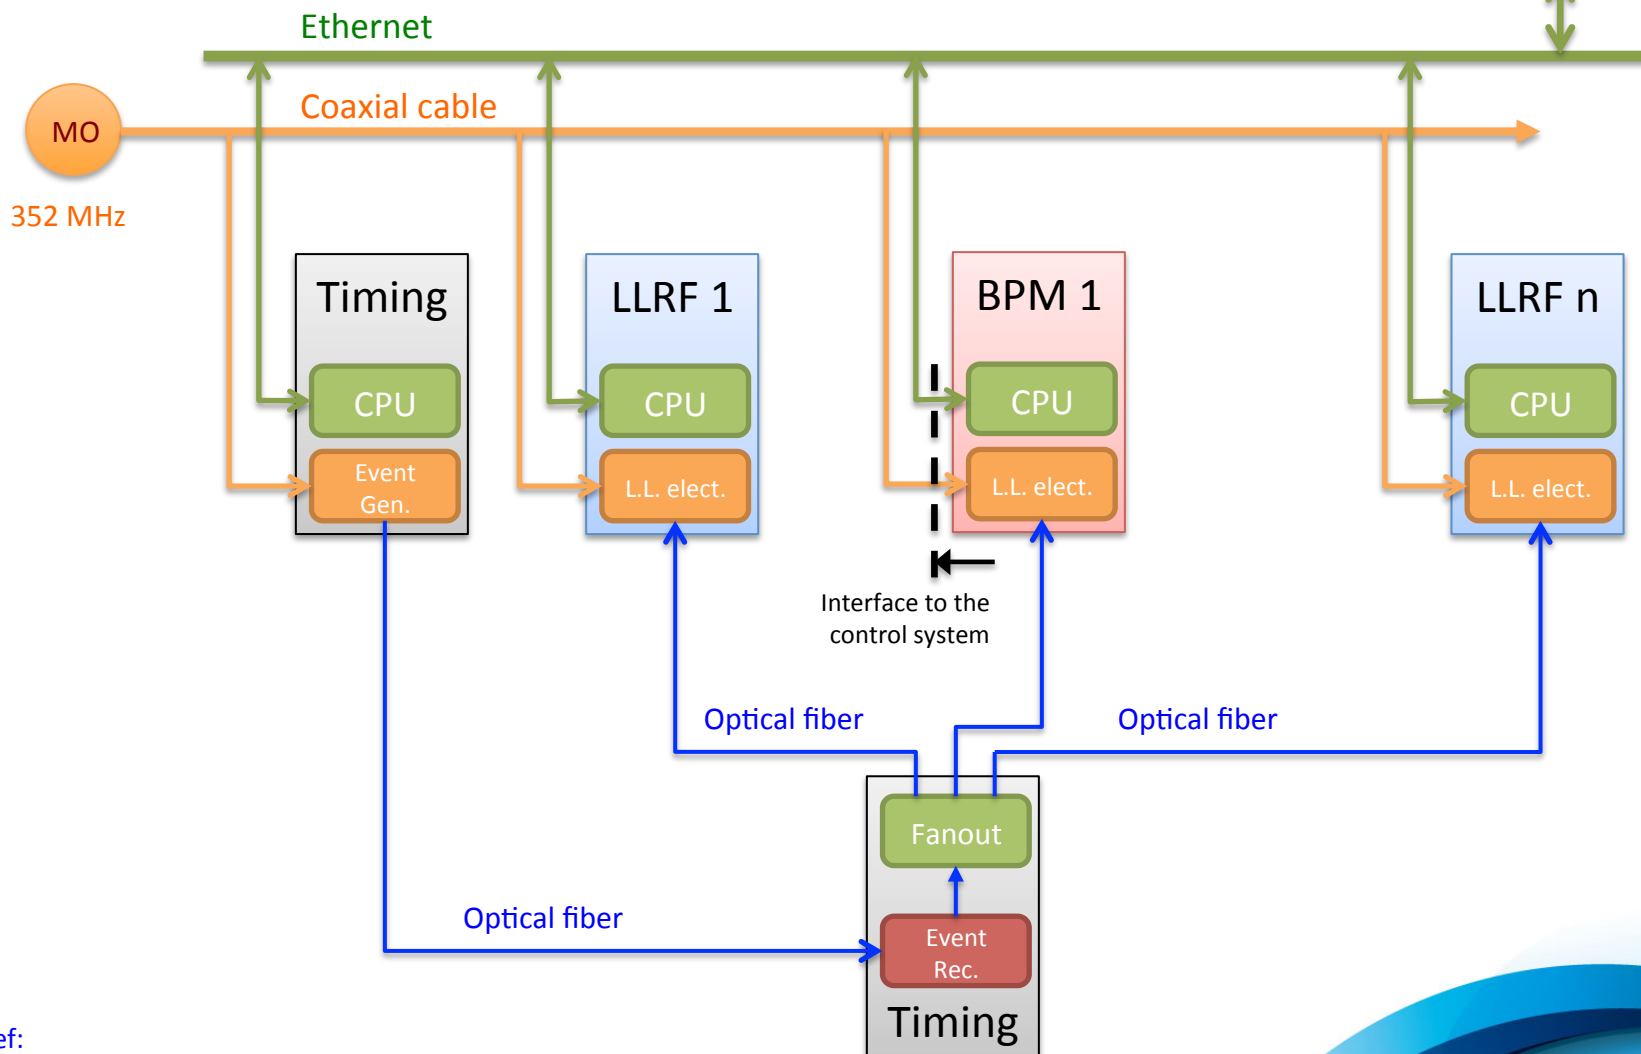 Ethernet
Coaxial cable
MO
352 MHz
Timing
LLRF 1
BPM 1
LLRF n
CPU
CPU
CPU
CPU
Event
Gen.
L.L. elect.
L.L. elect.
L.L. elect.
Interface to the
control system
Optical fiber
Optical fiber
Fanout
Optical fiber
Event
Rec.
Timing
ef: